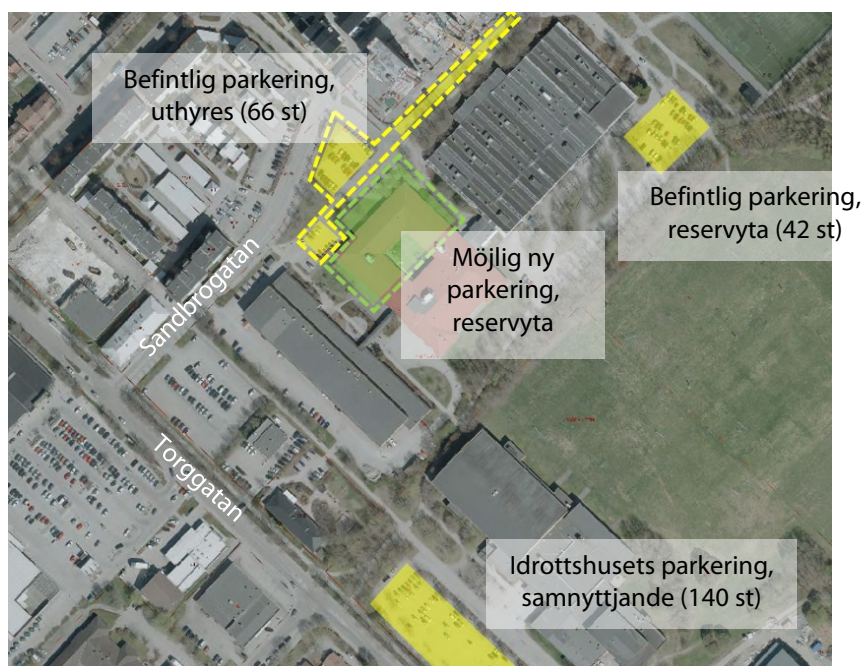 Befintlig parkering,
uthyres (66 st)
Befintlig parkering,
reservyta (42 st)
Sandbrogatan
Möjlig ny
parkering,
reservyta
Torggatan
Idrottshusets parkering,
samnyttjande (140 st)